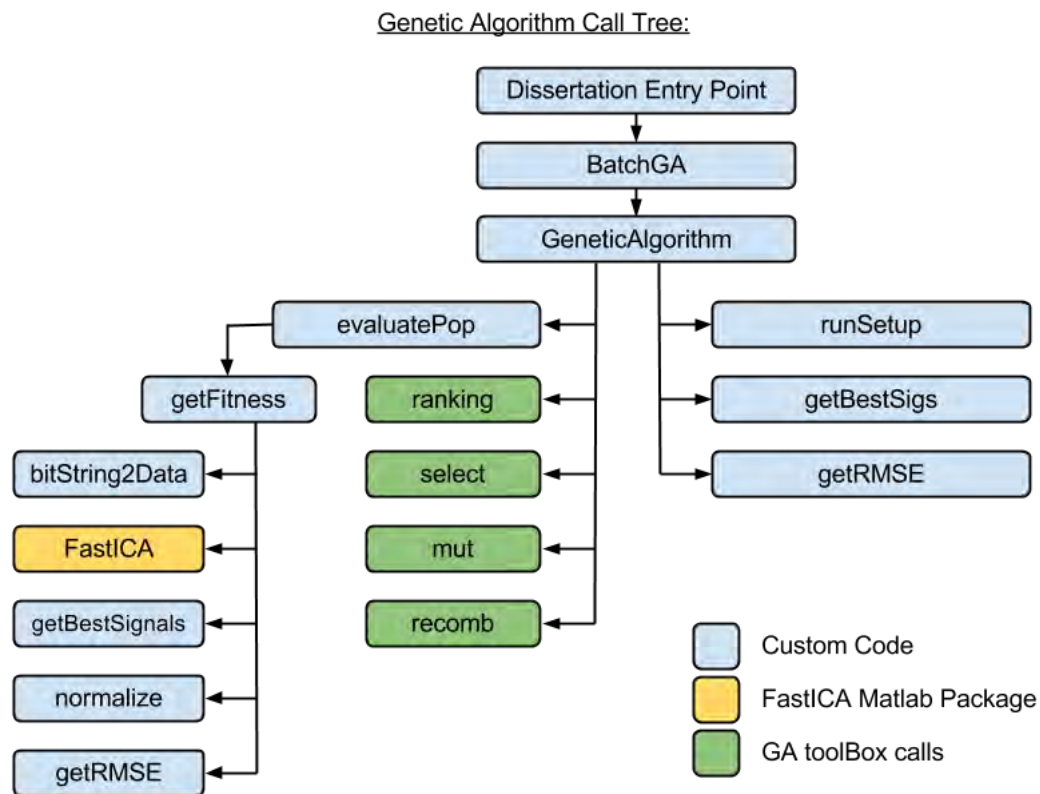 Genetic Algorithm Call Tree:
Dissertation Entry Point
BatchGA
GeneticAlgorithm
evaluatePop
runSetup
getFitness
ranking
getBestSigs
bitString2Data
select
getRMSE
FastICA
mut
getBestSignals
recomb
Custom Code
normalize
FastICA Matlab Package
getRMSE
GA toolBox calls